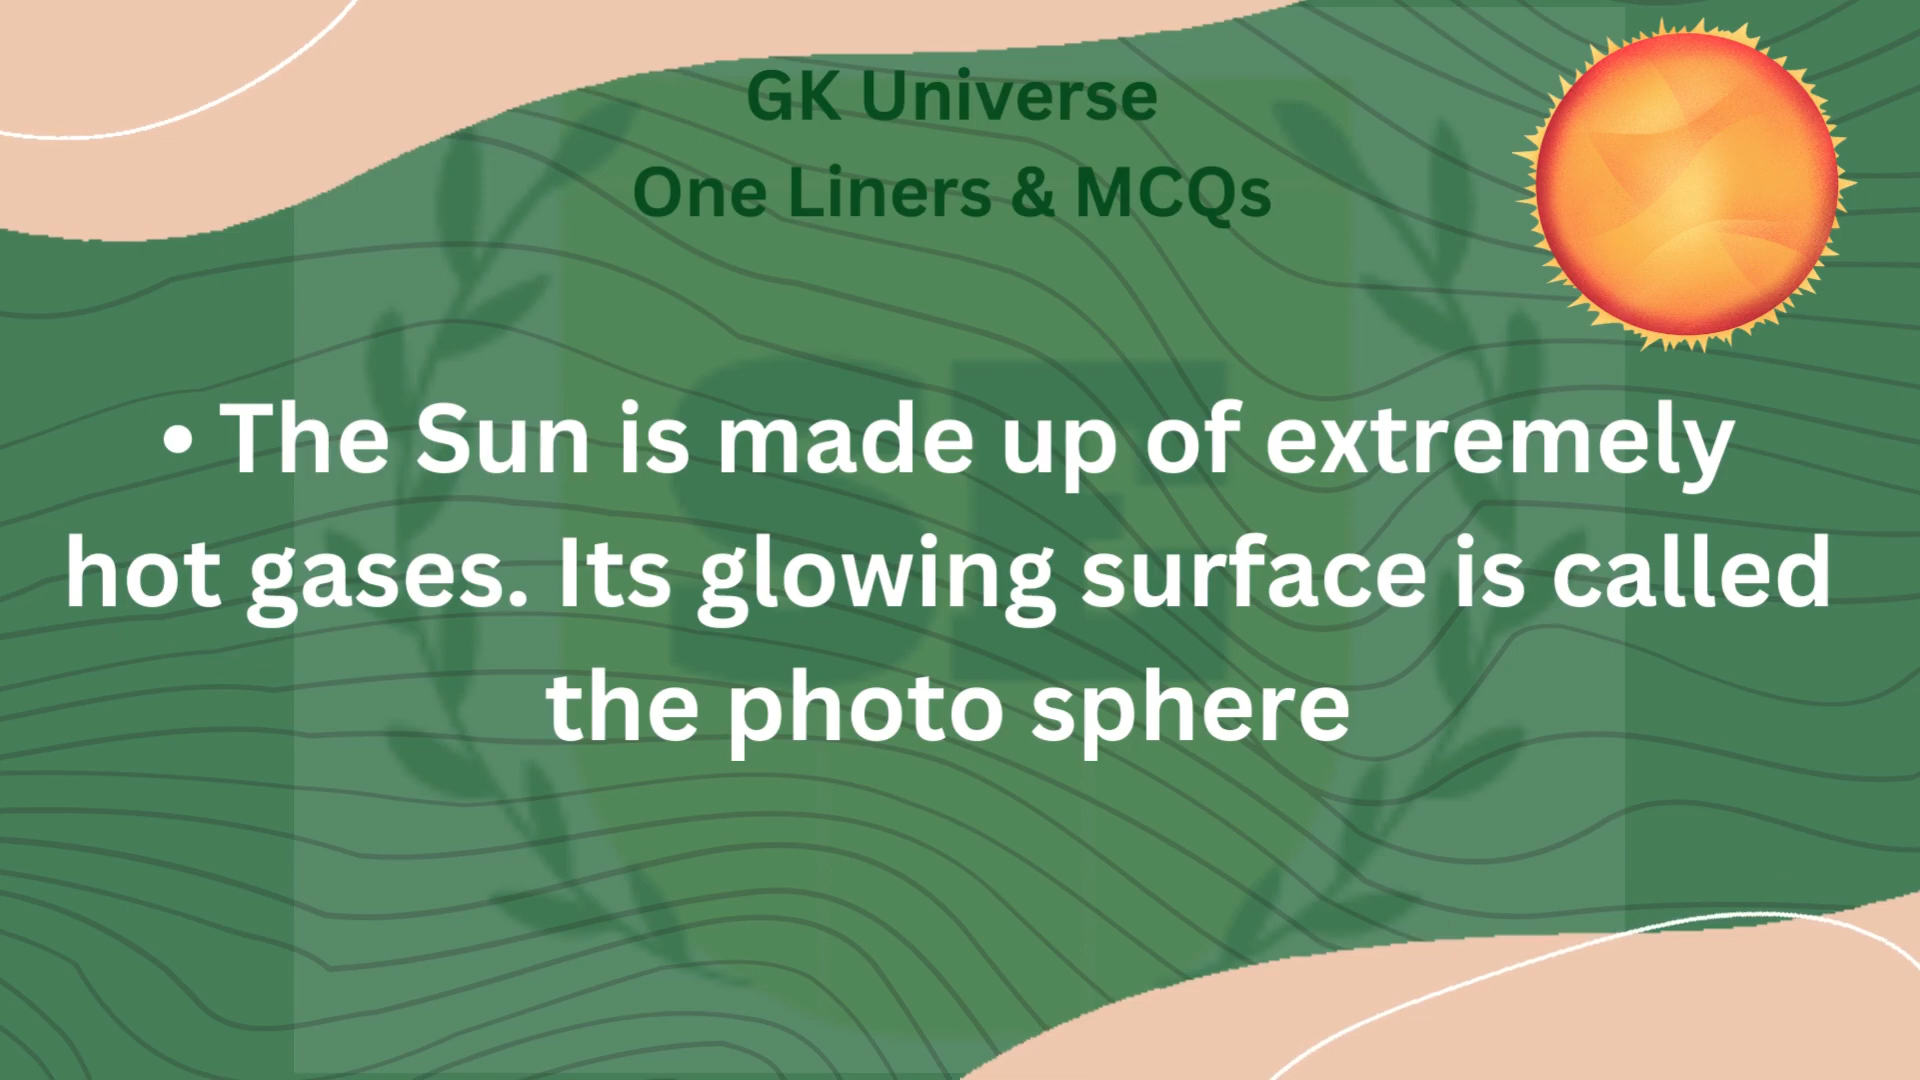 GK Universe
One Liners & MCQs
• The Sun is made up of extremely
hot gases. Its glowing surface is called
the photo sphere
SE